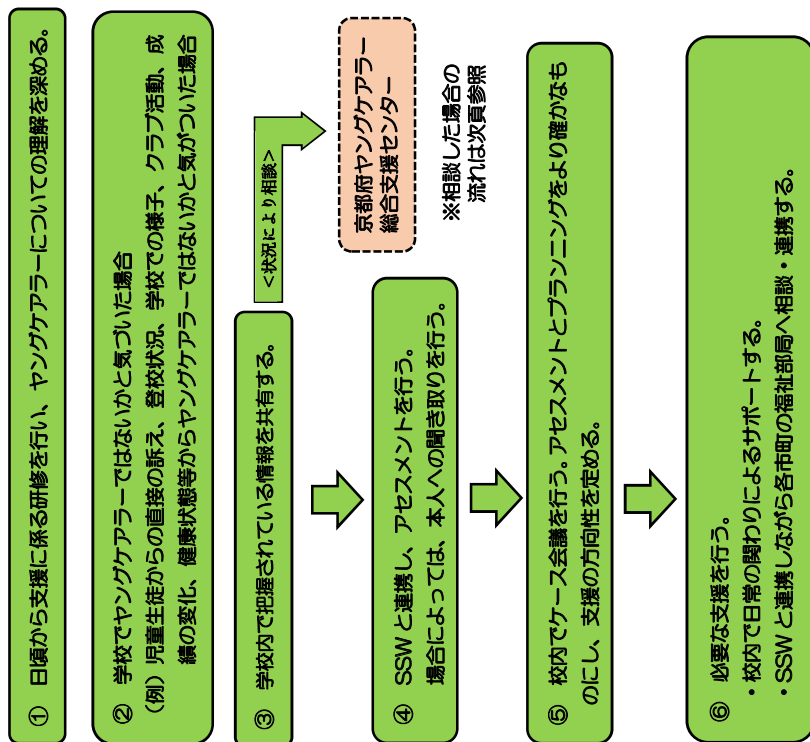 ① 日頃から支援に係る研修を行い、ヤングケアラーについての理解を深める。
② 学校でヤングケアラーではないかと気づいた場合
（例）児童生徒からの直接の訴え、登校状況、学校での様子、クラブ活動、成
績の変化、健康状態等からヤングケアラーではないかと気がついた場合
③ 学校内で把握されている情報を共有する。
<状況により相談>
京都府ヤングケアラー
総合支援センター
※相談した場合の
流れは次頁参照
④ SSWと連携し、アセスメントを行う。
場合によっては、本人への聞き取りを行う。
⑤ 校内でケース会議を行う。アセスメントとプランニングをより確かなも
のにし、支援の方向性を定める。
⑥ 必要な支援を行う。
・校内で日常の関わりによるサポートする。
・SSWと連携しながら各市町の福祉部局へ相談・連携する。